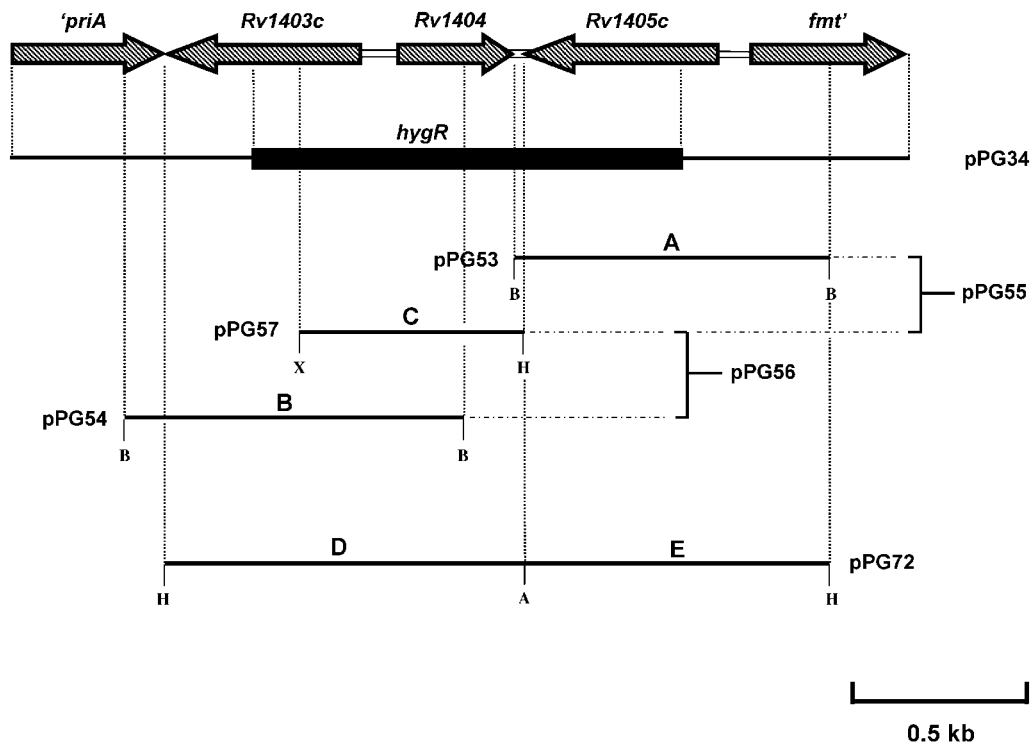 ‘priA Rv1403c Rv1404 Rv1405c fmt’
hygR
pPG34
A
pPG53
B B
pPG55
C
pPG57
X H
pPG56
B
pPG54
B B
D E
pPG72
H A H
0.5 kb